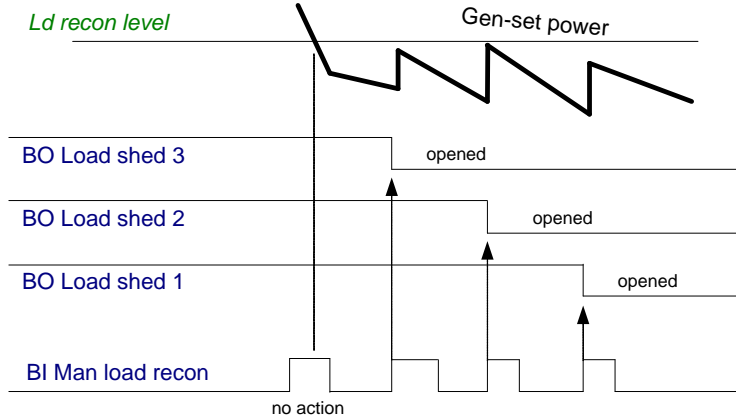 Ld recon level
Gen-set power
BO Load shed 3
opened
BO Load shed 2
opened
BO Load shed 1
opened
BI Man load recon
no action